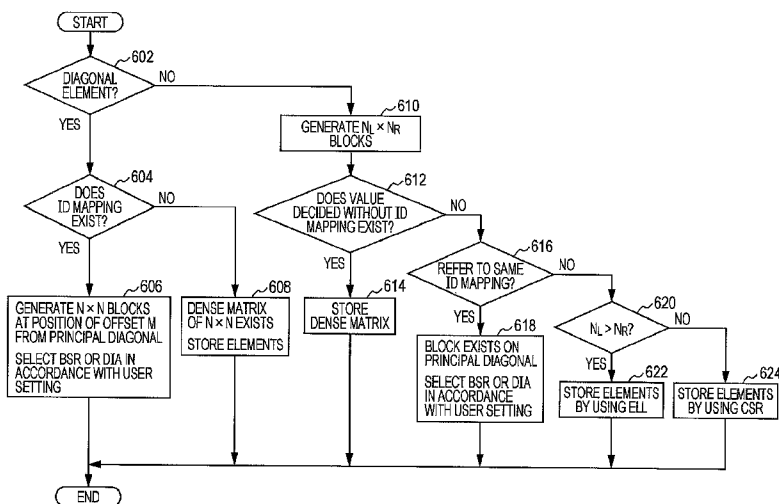 START
602
DIAGONAL
ELEMENT?
NO
YES
610
GENERATE NL × NR
BLOCKS
604
DOES
ID MAPPING
EXIST?
NO
YES
612
DOES VALUE
DECIDED WITHOUT ID
MAPPING EXIST?
NO
YES
616
REFER TO SAME
ID MAPPING?
NO
YES
606
GENERATE N × N BLOCKS
AT POSITION OF OFFSET M
FROM PRINCIPAL DIAGONAL
SELECT BSR OR DIA IN
ACCORDANCE WITH USER
SETTING
608
DENSE MATRIX
OF N × N EXISTS
STORE ELEMENTS
614
STORE
DENSE MATRIX
618
BLOCK EXISTS ON
PRINCIPAL DIAGONAL
SELECT BSR OR DIA
IN ACCORDANCE
WITH USER SETTING
620
NL > NR?
NO
YES
622
STORE ELEMENTS
BY USING ELL
624
STORE ELEMENTS
BY USING CSR
END